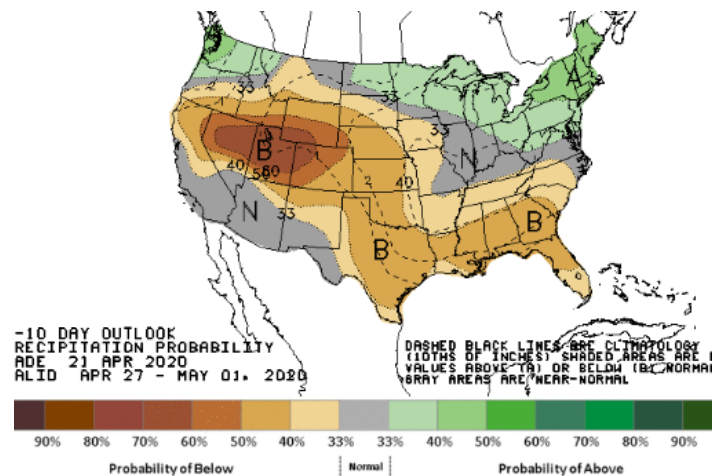 33
33
A
33
N
B
40
50
60
2
40
N
33
B
B
-10 DAY OUTLOOK
RECIPITATION PROBABILITY
ADE 21 APR 2020
ALID APR 27 - MAY 01, 2020
DASHED BLACK LINES ARE CLIMATOLOGY
(10THS OF INCHES) SHADED AREAS ARE
VALUES ABOVE (A) OR BELOW (B) NORMAL
GRAY AREAS ARE NEAR-NORMAL
90% 80% 70% 60% 50% 40% 33% 33% 40% 50% 60% 70% 80% 90%
Probability of Below Normal Probability of Above